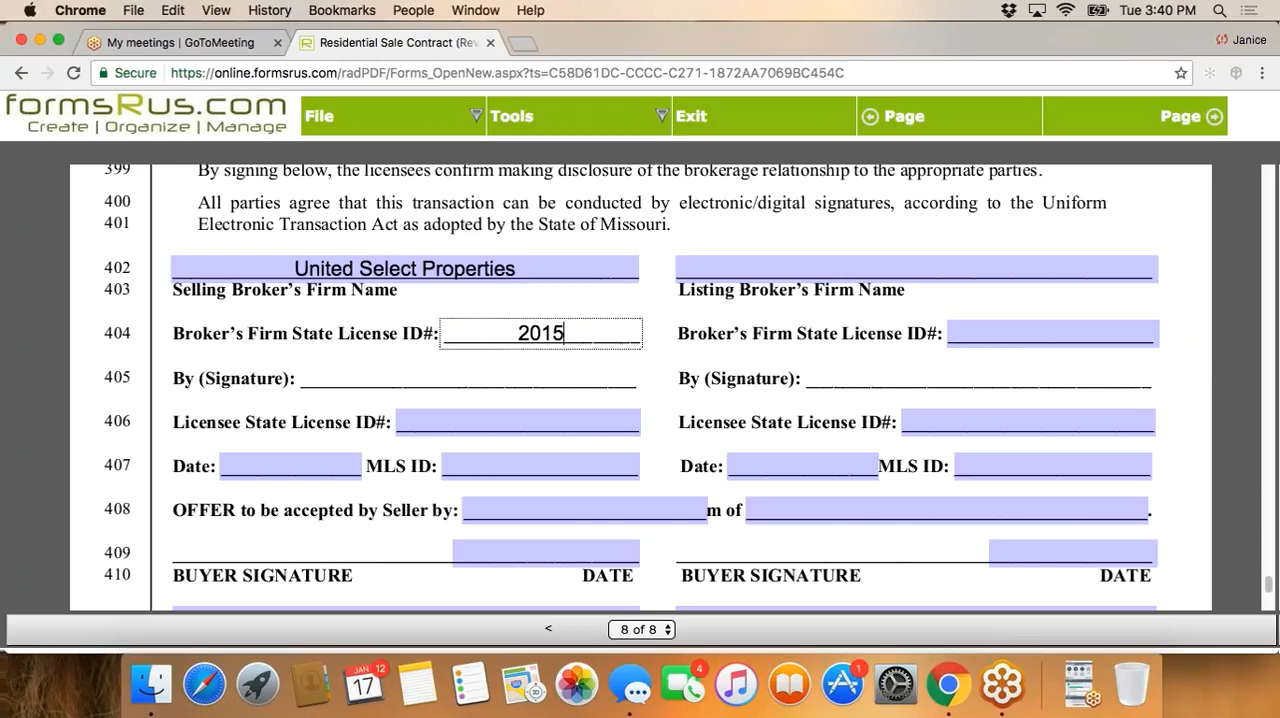 Chrome File Edit View History Bookmarks People Window Help Tue 3:40 PM
My meetings | GoToMeeting Residential Sale Contract (Rev Janice
Secure https://online.formsrus.com/radPDF/Forms_OpenNew.aspx?ts=C58D61DC-CCCC-C271-1872AA7069BC454C
formsRus.com File Tools Exit Page Page
Create | Organize | Manage
399 By signing below, the licensees confirm making disclosure of the brokerage relationship to the appropriate parties.
400 All parties agree that this transaction can be conducted by electronic/digital signatures, according to the Uniform
401 Electronic Transaction Act as adopted by the State of Missouri.
402 United Select Properties
403 Selling Broker's Firm Name Listing Broker's Firm Name
404 Broker's Firm State License ID#: 2015 Broker's Firm State License ID#:
405 By (Signature): By (Signature):
406 Licensee State License ID#: Licensee State License ID#:
407 Date: MLS ID: Date: MLS ID:
408 OFFER to be accepted by Seller by: m of .
409
410 BUYER SIGNATURE DATE BUYER SIGNATURE DATE
< 8 of 8
JAN 12 17 4 1